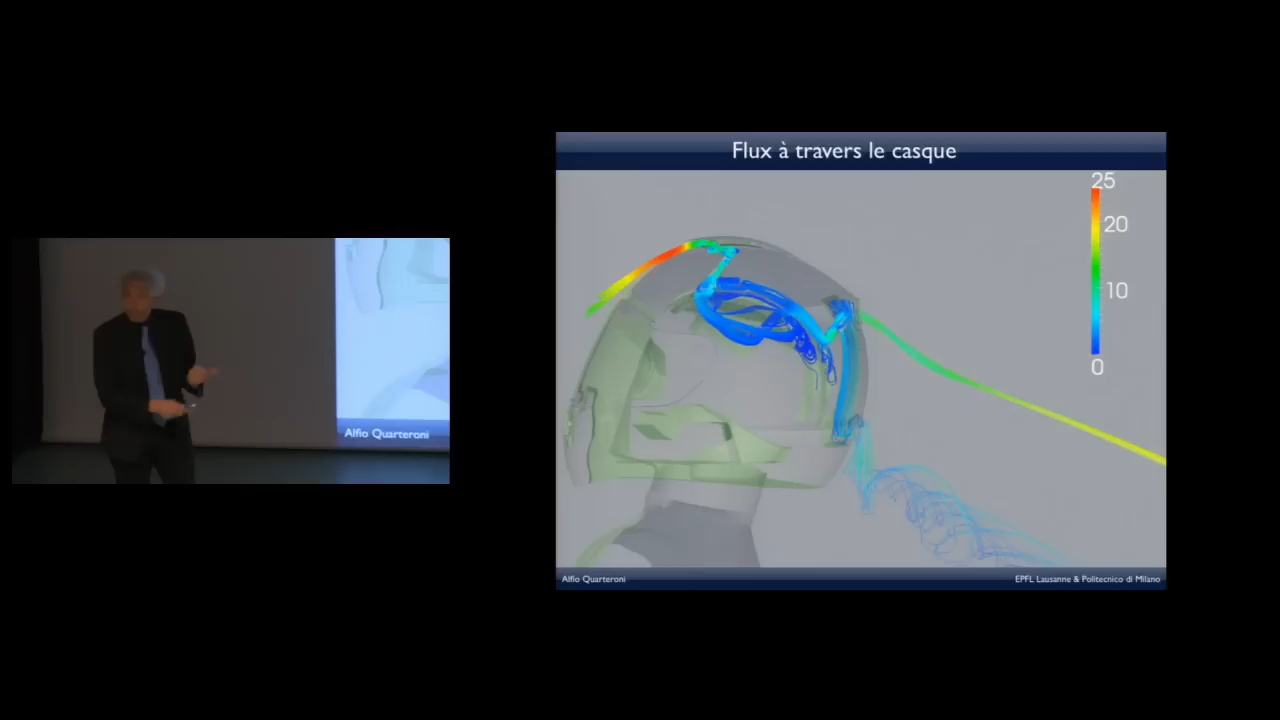 Flux à travers le casque
25
20
10
0
Alfio Quarteroni
Alfio Quarteroni
EPFL Lausanne & Politecnico di Milano